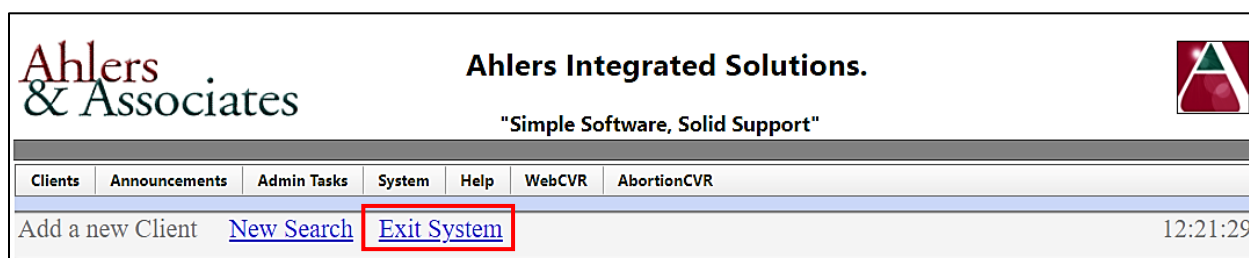 Ahlers
& Associates
Ahlers Integrated Solutions.
"Simple Software, Solid Support"
Clients Announcements Admin Tasks System Help WebCVR AbortionCVR
Add a new Client New Search Exit System 12:21:29